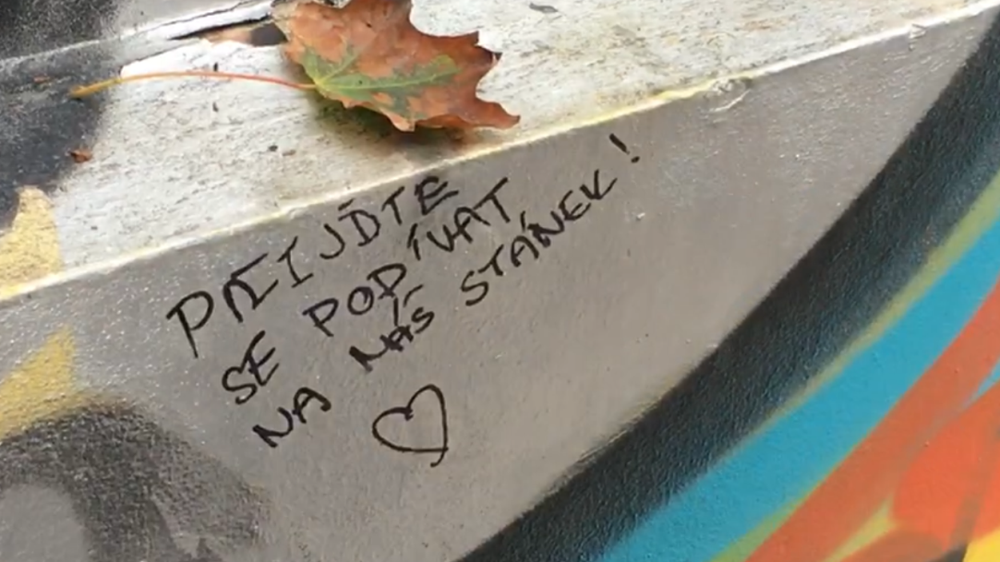 PŘIJĎTE
SE PODÍVAT
NA NÁŠ STÁNEK!